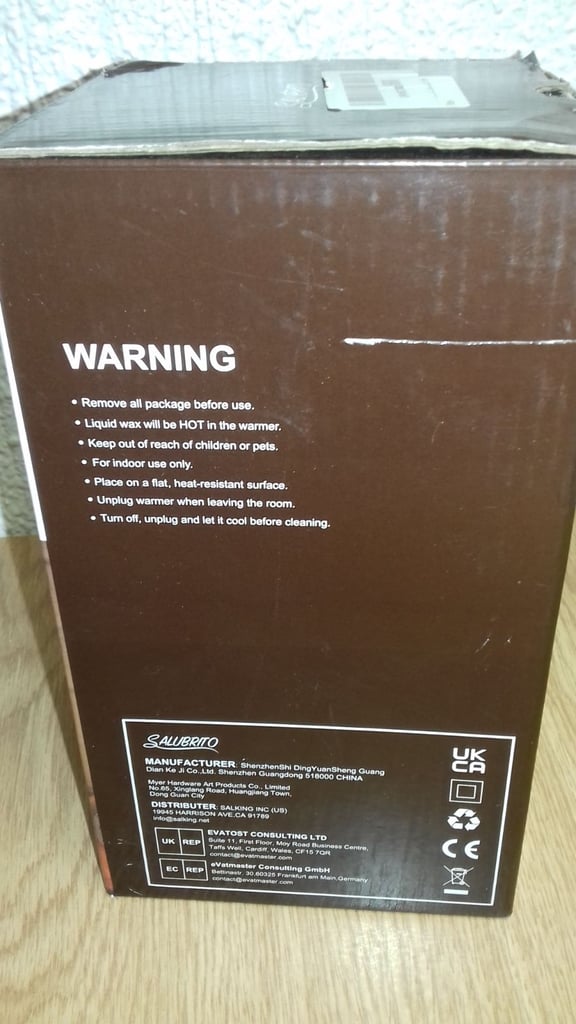 WARNING
• Remove all package before use.
• Liquid wax will be HOT in the warmer.
• Keep out of reach of children or pets.
• For indoor use only.
• Place on a flat, heat-resistant surface.
• Unplug warmer when leaving the room.
• Turn off, unplug and let it cool before cleaning.
SALUBRITO
MANUFACTURER: ShenzhenShi DingYuanSheng Guang
Dian Ke Ji Co.,Ltd. Shenzhen Guangdong 518000 CHINA
Myer Hardware Art Products Co., Limited
No.65, Xinglang Road, Huangjiang Town,
Dong Guan City
DISTRIBUTER: SALKING INC (US)
19945 HARRISON AVE,CA 91789
info@salking.net
UK REP
EVATOST CONSULTING LTD
Suite 11, First Floor, Moy Road Business Centre,
Taffs Well, Cardiff, Wales, CF15 7QR
contact@evatmaster.com
EC REP
eVatmaster Consulting GmbH
Bettinastr. 30,60325 Frankfurt am Main,Germany
contact@evatmaster.com
UK
CA
CE